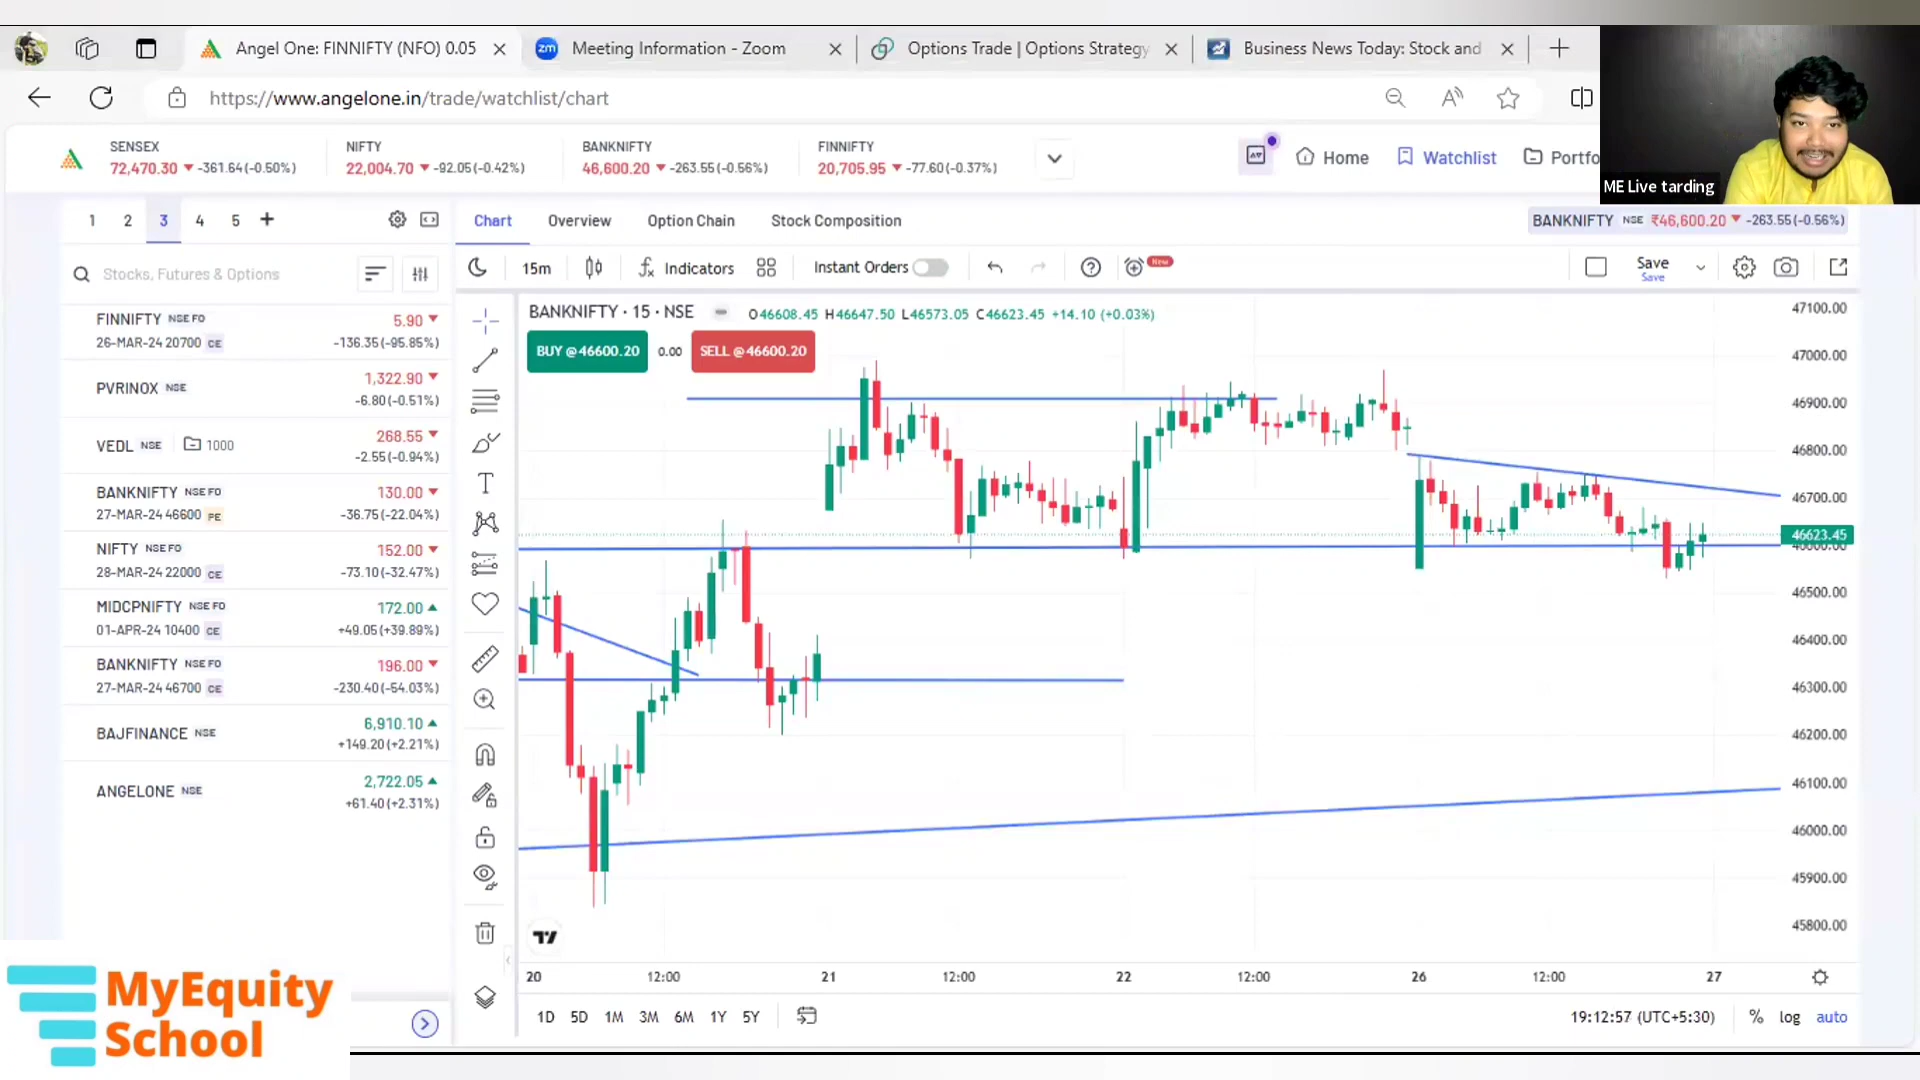 Angel One: FINNIFTY (NFO) 0.05
zm Meeting Information - Zoom
Options Trade | Options Strategy
Business News Today: Stock and
https://www.angelone.in/trade/watchlist/chart
SENSEX
72,470.30 -361.64(-0.50%)
NIFTY
22,004.70 -92.05(-0.42%)
BANKNIFTY
46,600.20 -263.55(-0.56%)
FINNIFTY
20,705.95 -77.60(-0.37%)
Home
Watchlist
Portfo
ME Live tarding
1 2 3 4 5 +
Chart
Overview
Option Chain
Stock Composition
BANKNIFTY NSE ₹46,600.20 -263.55(-0.56%)
Stocks, Futures & Options
15m
Indicators
Instant Orders
New
Save
Save
FINNIFTY NSE FO 5.90
26-MAR-24 20700 CE -136.35(-95.85%)
PVRINOX NSE 1,322.90
-6.80(-0.51%)
VEDL NSE 1000 268.55
-2.55(-0.94%)
BANKNIFTY NSE FO 130.00
27-MAR-24 46600 PE -36.75(-22.04%)
NIFTY NSE FO 152.00
28-MAR-24 22000 CE -73.10(-32.47%)
MIDCPNIFTY NSE FO 172.00
01-APR-24 10400 CE +49.05(+39.89%)
BANKNIFTY NSE FO 196.00
27-MAR-24 46700 CE -230.40(-54.03%)
BAJFINANCE NSE 6,910.10
+149.20(+2.21%)
ANGELONE NSE 2,722.05
+61.40(+2.31%)
BANKNIFTY · 15 · NSE
O46608.45 H46647.50 L46573.05 C46623.45 +14.10 (+0.03%)
BUY @46600.20
0.00
SELL @46600.20
47100.00
47000.00
46900.00
46800.00
46700.00
46623.45
46600.00
46500.00
46400.00
46300.00
46200.00
46100.00
46000.00
45900.00
45800.00
20 12:00 21 12:00 22 12:00 26 12:00 27
1D 5D 1M 3M 6M 1Y 5Y
19:12:57 (UTC+5:30)
% log auto
MyEquity
School